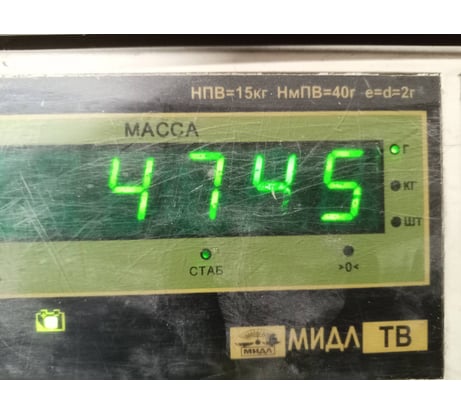 НПВ=15кг НмПВ=40г e=d=2г
МАССА
4745
Г
КГ
ШТ
СТАБ
>0<
МИДЛ
МИДЛ ТВ